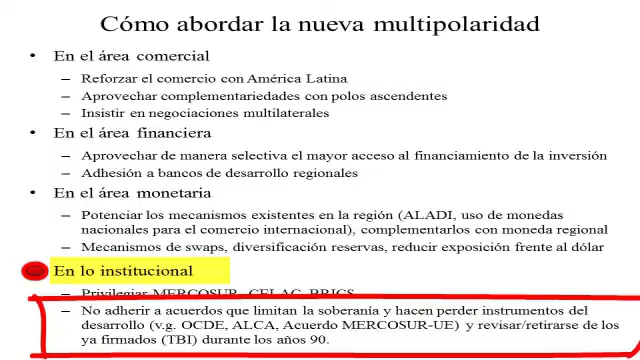 Cómo abordar la nueva multipolaridad
• En el área comercial
– Reforzar el comercio con América Latina
– Aprovechar complementariedades con polos ascendentes
– Insistir en negociaciones multilaterales
• En el área financiera
– Aprovechar de manera selectiva el mayor acceso al financiamiento de la inversión
– Adhesión a bancos de desarrollo regionales
• En el área monetaria
– Potenciar los mecanismos existentes en la región (ALADI, uso de monedas
nacionales para el comercio internacional), complementarlos con moneda regional
– Mecanismos de swaps, diversificación reservas, reducir exposición frente al dólar
En lo institucional
– Privilegiar MERCOSUR, CELAC, BRICS
– No adherir a acuerdos que limitan la soberanía y hacen perder instrumentos del
desarrollo (v.g. OCDE, ALCA, Acuerdo MERCOSUR-UE) y revisar/retirarse de los
ya firmados (TBI) durante los años 90.